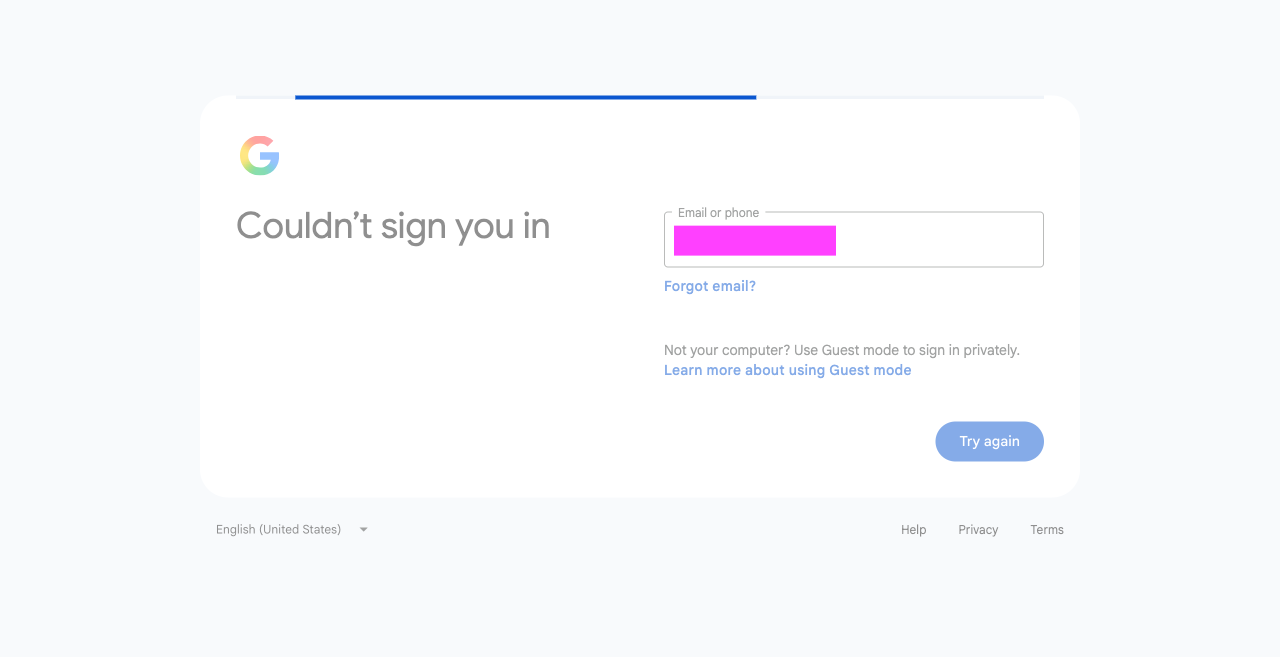 Couldn’t sign you in
Email or phone
Forgot email?
Not your computer? Use Guest mode to sign in privately.
Learn more about using Guest mode
Try again
English (United States)
Help
Privacy
Terms